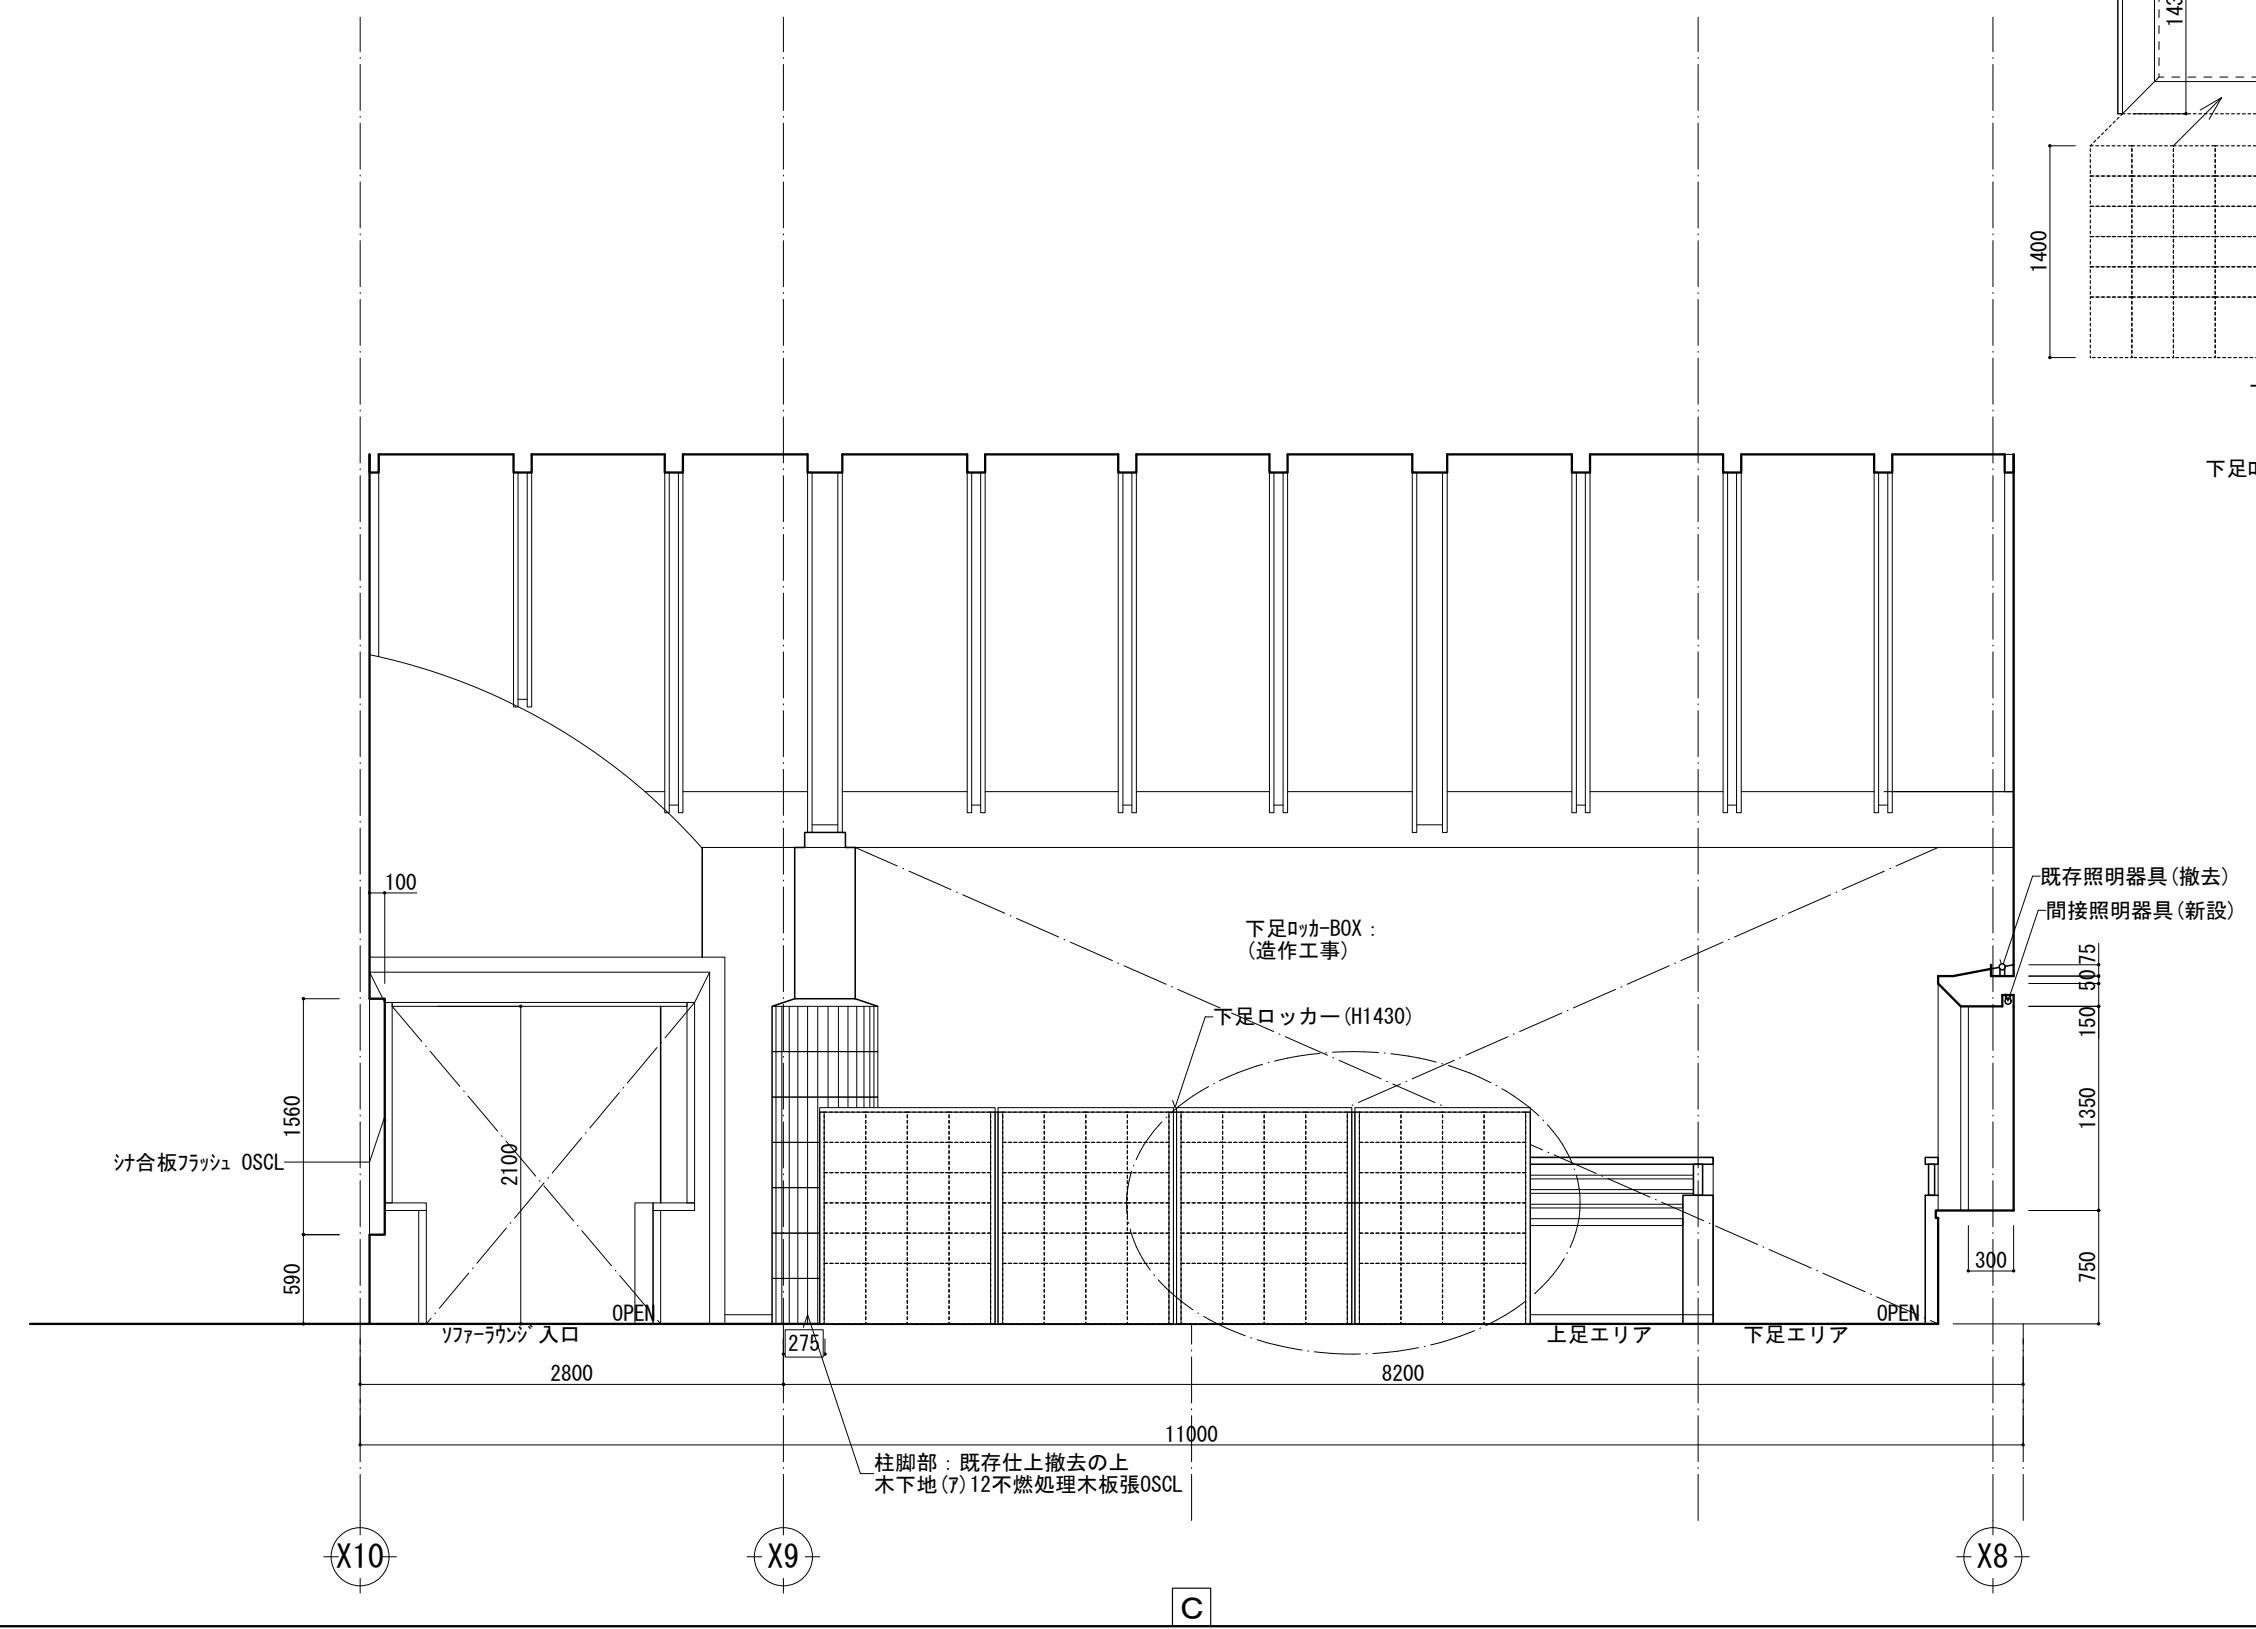 1400
下足
100
既存照明器具(撤去)
間接照明器具(新設)
下足ﾛｯｶｰBOX：
(造作工事)
75
50
150
下足ロッカー(H1430)
1560
2100
1350
ｼﾅ合板ﾌﾗｯｼｭ OSCL
590
300
750
OPEN
OPEN
ｿﾌｧｰﾗｳﾝｼﾞ入口
275
上足エリア
下足エリア
2800
8200
11000
柱脚部：既存仕上撤去の上
木下地(ｱ)12不燃処理木板張OSCL
X10
X9
X8
C